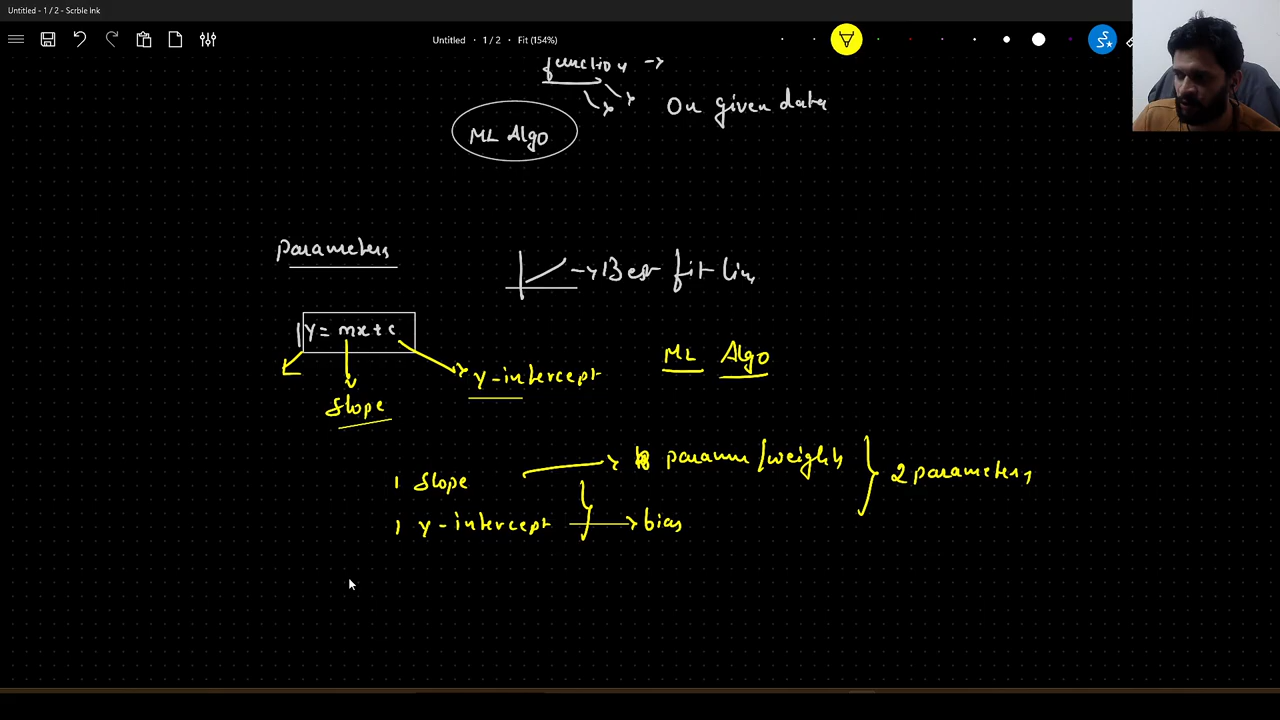 Untitled - 1 / 2 - Scrble Ink
Untitled • 1 / 2 • Fit (154%)
function →
On given data
ML Algo
Parameters
→ Best fit line
Y = mx + c
ML Algo
y-intercept
Slope
1 Slope
param /weights
2 parameters
1 y-intercept → bias